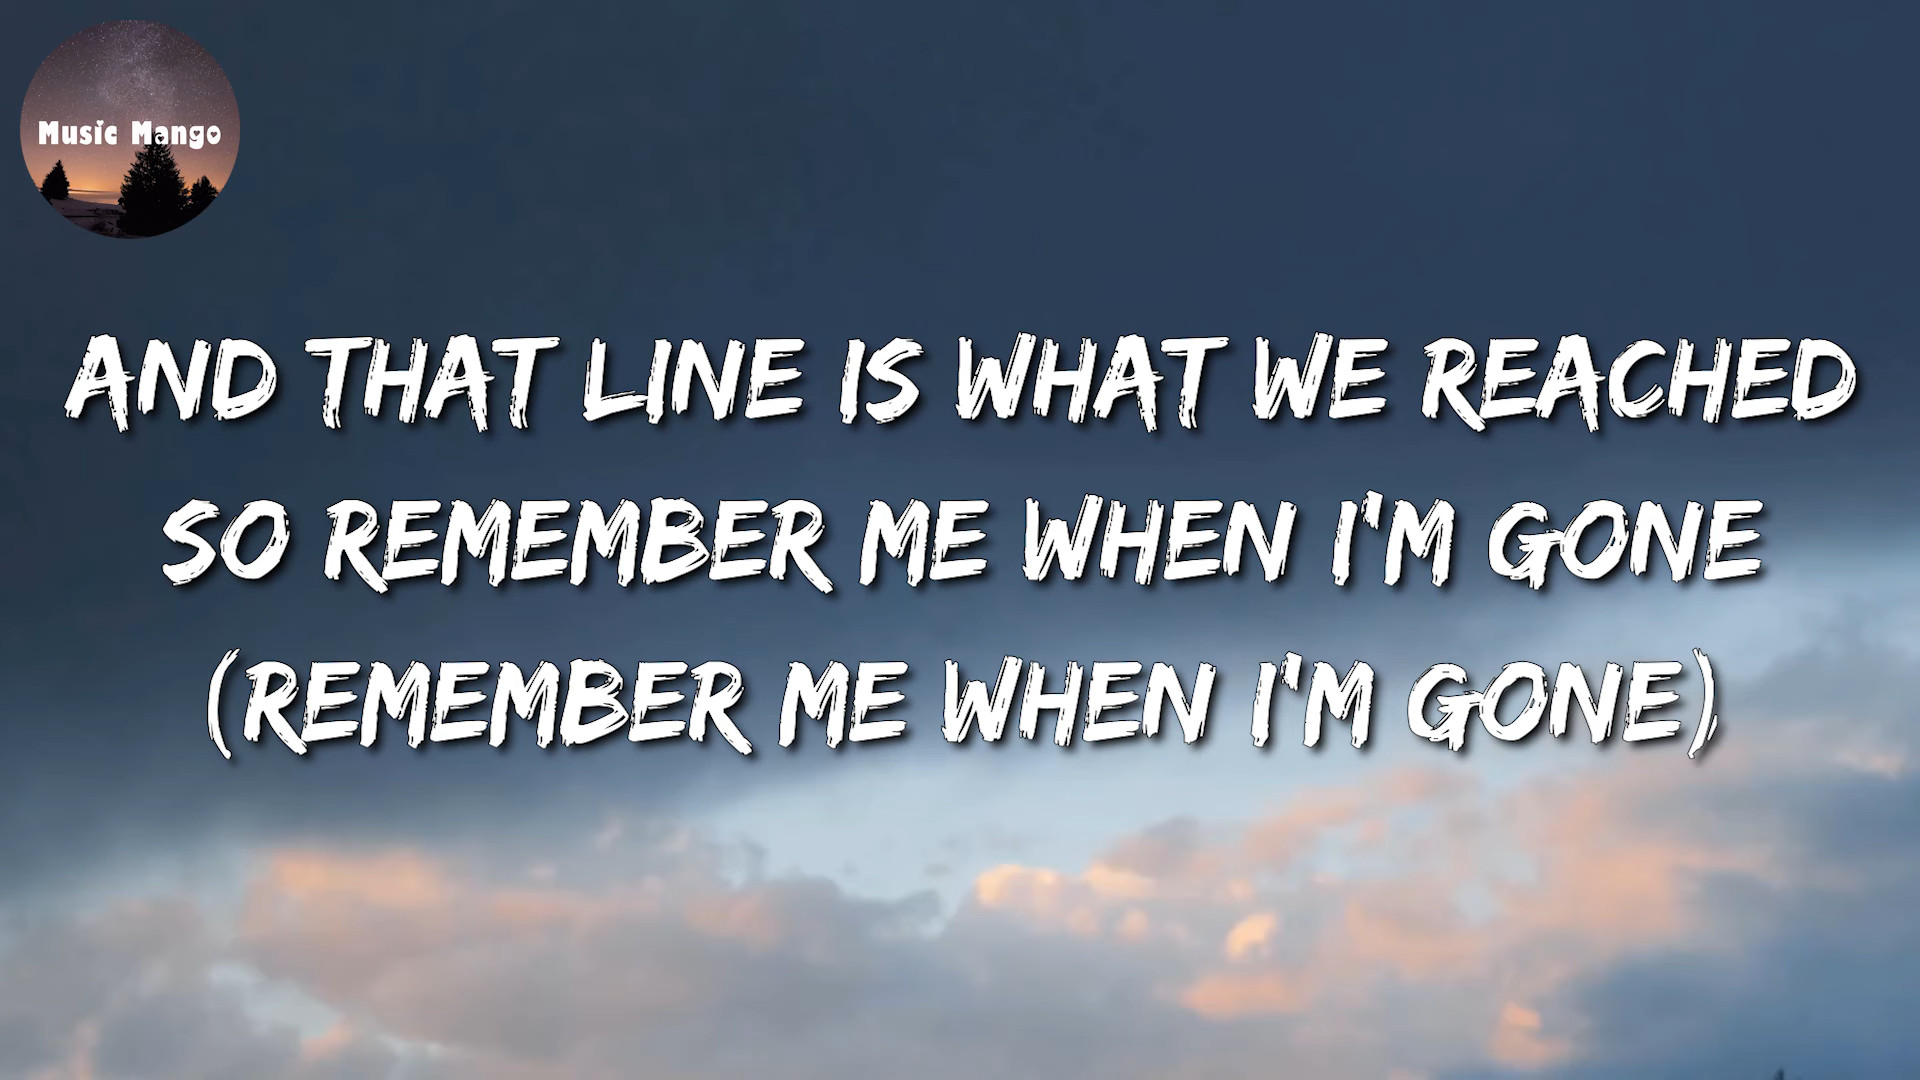 Music Mango
AND THAT LINE IS WHAT WE REACHED
SO REMEMBER ME WHEN I'M GONE
(REMEMBER ME WHEN I'M GONE)